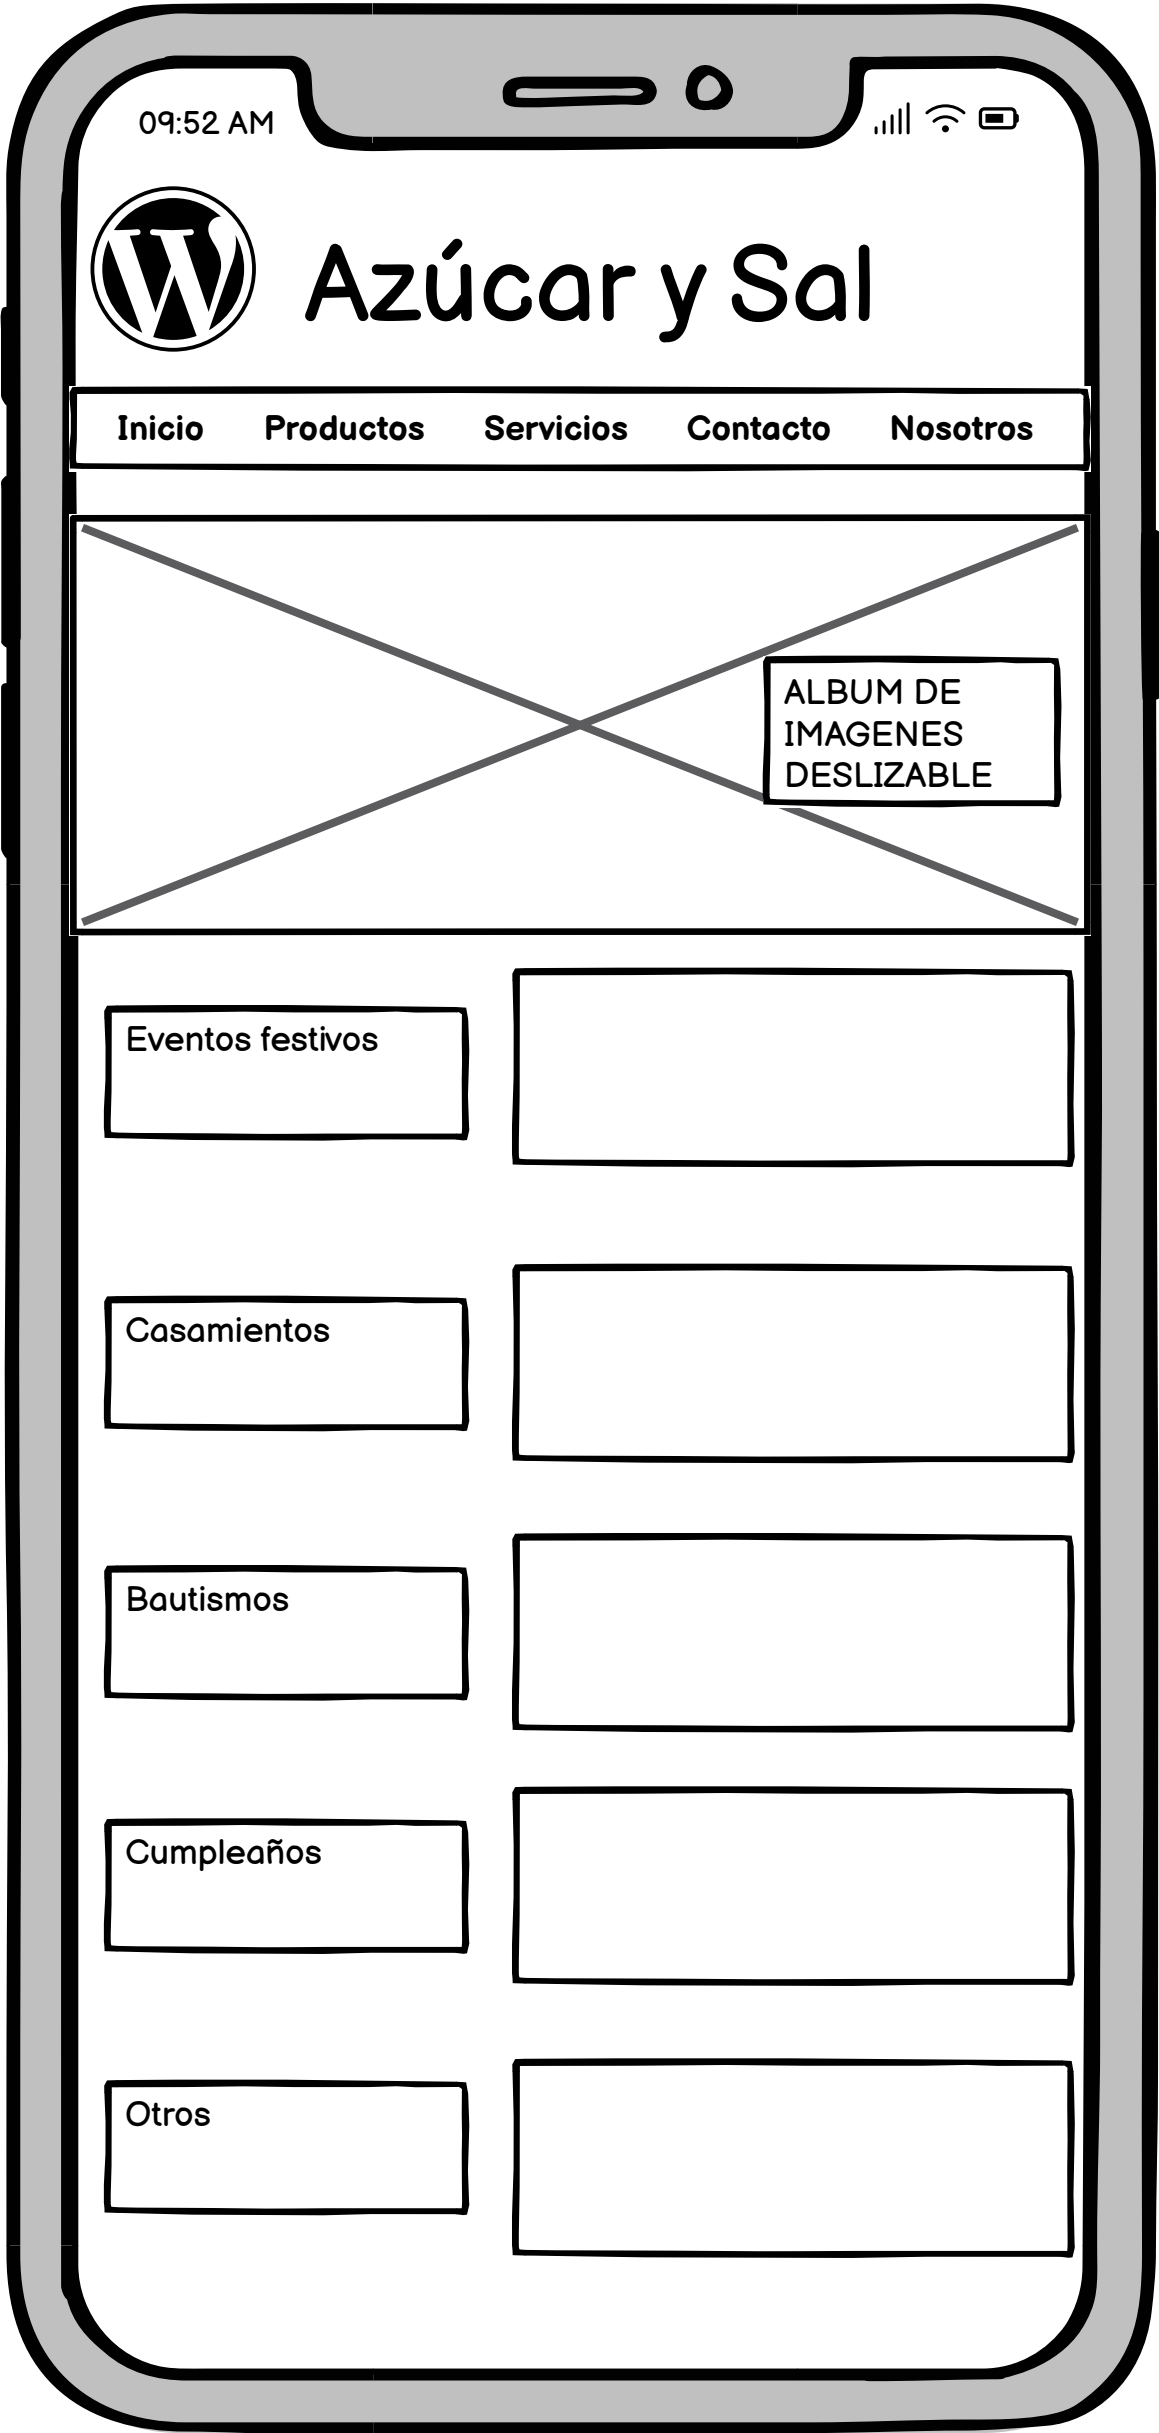 09:52 AM
Azúcar y Sal
Inicio Productos Servicios Contacto Nosotros
ALBUM DE
IMAGENES
DESLIZABLE
Eventos festivos
Casamientos
Bautismos
Cumpleaños
Otros